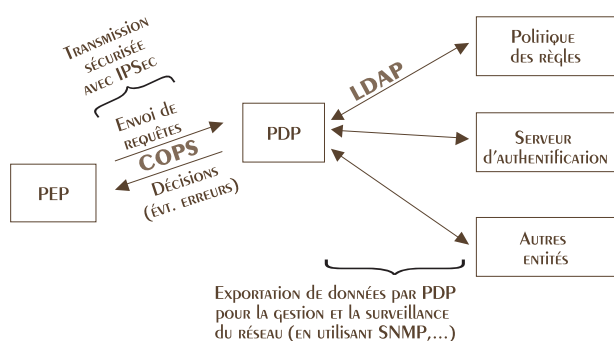 Transmission
sécurisée
avec IPSec
Envoi de
requêtes
COPS
Décisions
(évt. erreurs)
PEP
PDP
LDAP
Politique
des règles
Serveur
d'authentification
Autres
entités
Exportation de données par PDP
pour la gestion et la surveillance
du réseau (en utilisant SNMP,...)